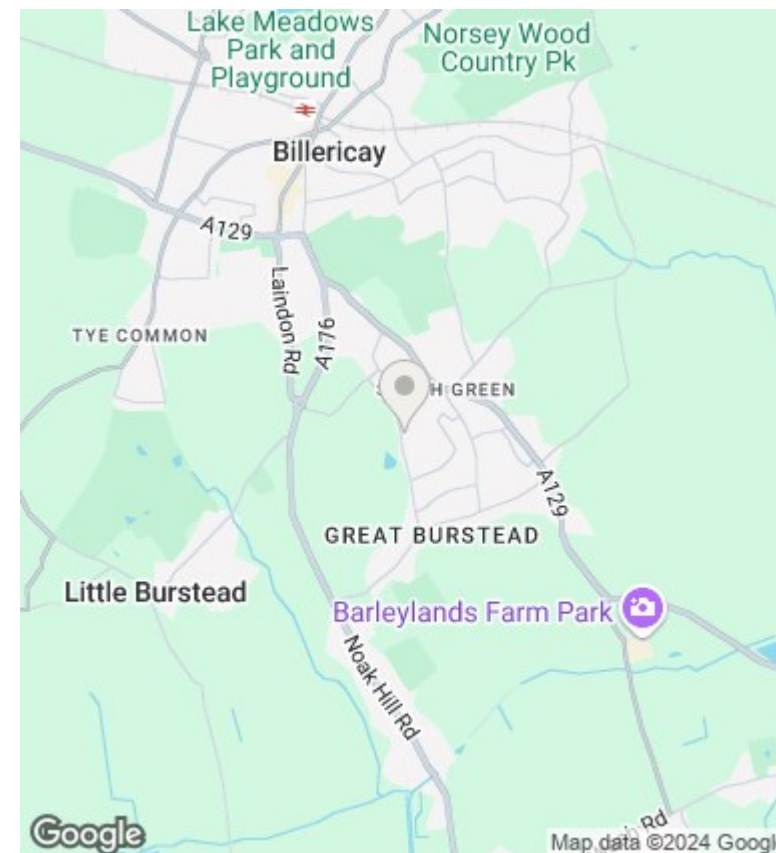 Lake Meadows
Park and
Playground
Norsey Wood
Country Pk
Billericay
A129
Laindon Rd
A176
TYE COMMON
H GREEN
A129
GREAT BURSTEAD
Little Burstead
Barleylands Farm Park
Noak Hill Rd
Rd
Google
Map data ©2024 Google